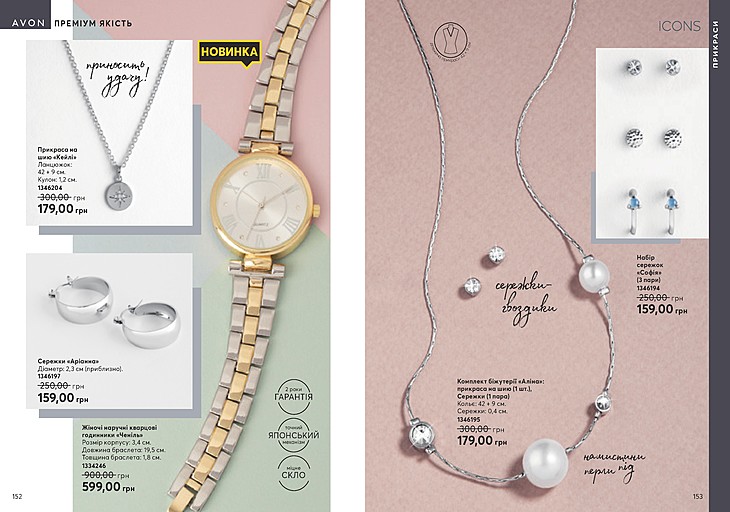 AVON ПРЕМІУМ ЯКІСТЬ
приносить
удачу!
НОВИНКА
Прикраса на
шию «Кейлі»
Ланцюжок:
42 + 9 см.
Кулон: 1,2 см.
1346204
300,00 грн
179,00 грн
QUARTZ
Сережки «Аріанна»
Діаметр: 2,3 см (приблизно).
1346197
250,00 грн
159,00 грн
Жіночі наручні кварцові
годинники «Ченіль»
Розмір корпусу: 3,4 см.
Довжина браслета: 19,5 см.
Товщина браслета: 1,8 см.
1334246
900,00 грн
599,00 грн
2 роки
ГАРАНТІЯ
точний
ЯПОНСЬКИЙ
механізм
міцне
СКЛО
152
ICONS
ПРИКРАСИ
Набір
сережок
«Софія»
(3 пари)
1346194
250,00 грн
159,00 грн
сережки-
гвоздики
Комплект біжутерії «Аліна»:
прикраса на шию (1 шт.),
Сережки (1 пара)
Кольє: 42 + 9 см.
Сережки: 0,4 см.
1346195
300,00 грн
179,00 грн
намистини
перли під
153